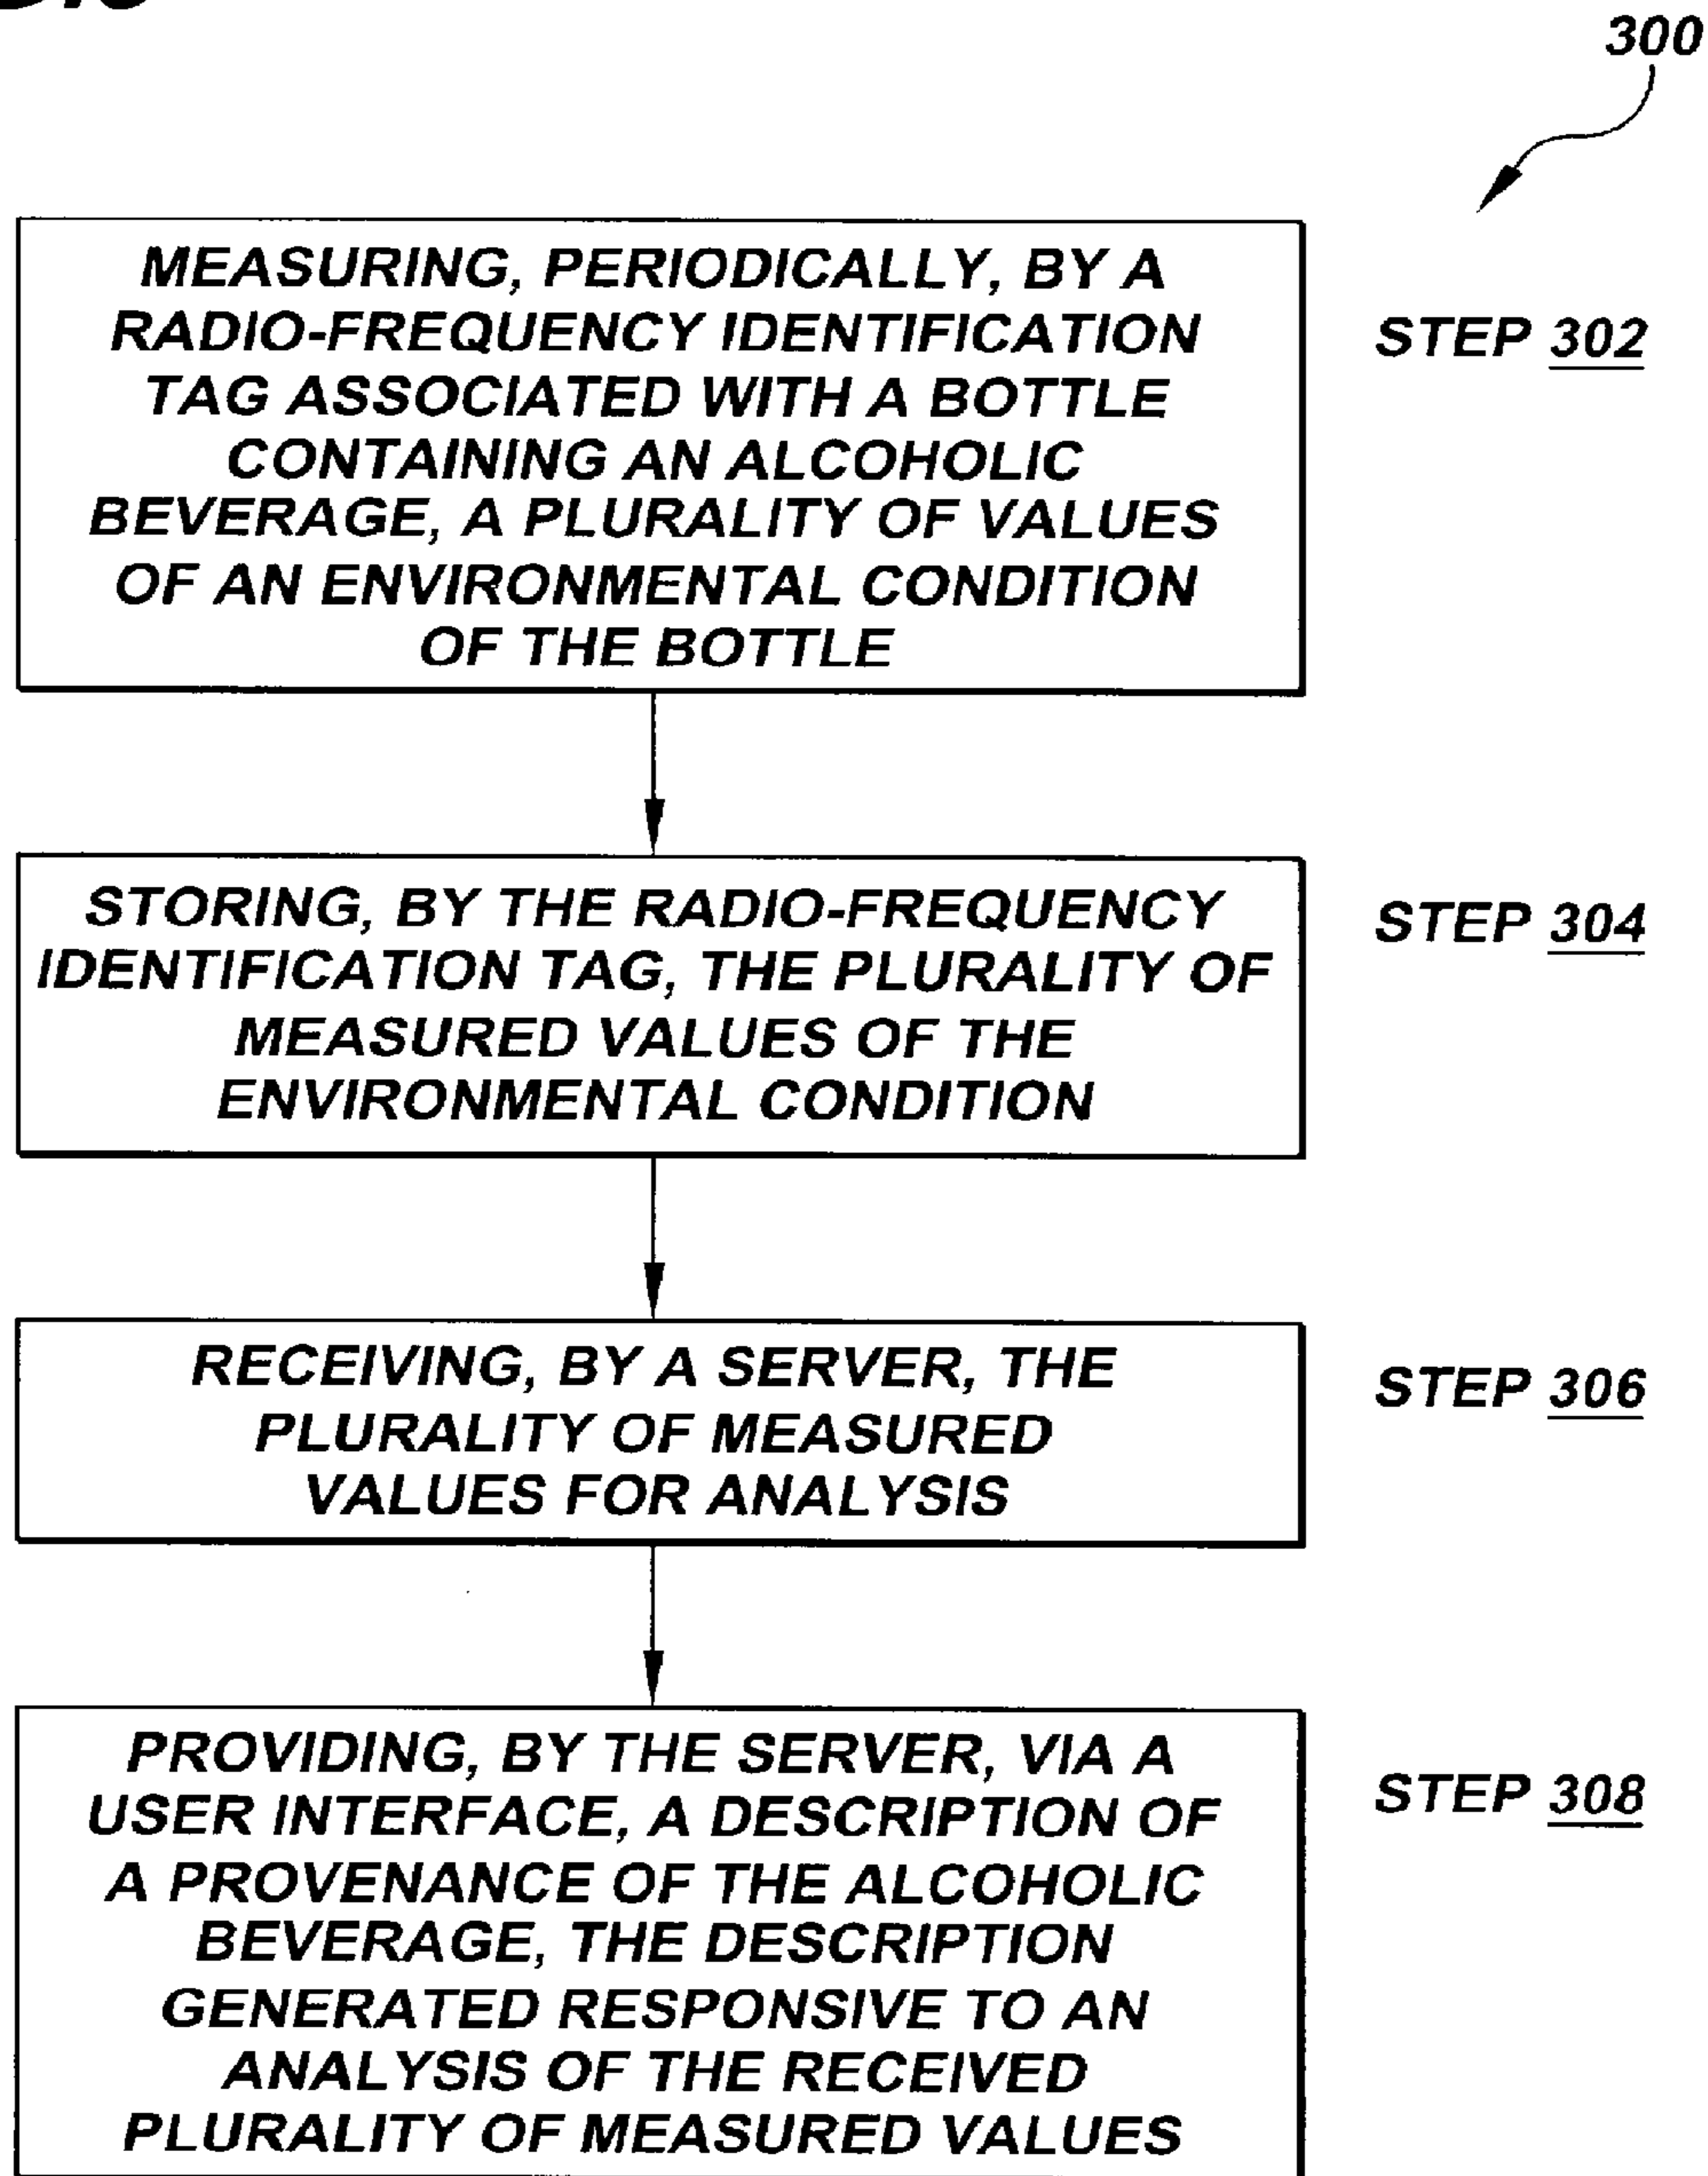 300
MEASURING, PERIODICALLY, BY A
RADIO-FREQUENCY IDENTIFICATION
TAG ASSOCIATED WITH A BOTTLE
CONTAINING AN ALCOHOLIC
BEVERAGE, A PLURALITY OF VALUES
OF AN ENVIRONMENTAL CONDITION
OF THE BOTTLE
STEP 302
STORING, BY THE RADIO-FREQUENCY
IDENTIFICATION TAG, THE PLURALITY OF
MEASURED VALUES OF THE
ENVIRONMENTAL CONDITION
STEP 304
RECEIVING, BY A SERVER, THE
PLURALITY OF MEASURED
VALUES FOR ANALYSIS
STEP 306
PROVIDING, BY THE SERVER, VIA A
USER INTERFACE, A DESCRIPTION OF
A PROVENANCE OF THE ALCOHOLIC
BEVERAGE, THE DESCRIPTION
GENERATED RESPONSIVE TO AN
ANALYSIS OF THE RECEIVED
PLURALITY OF MEASURED VALUES
STEP 308